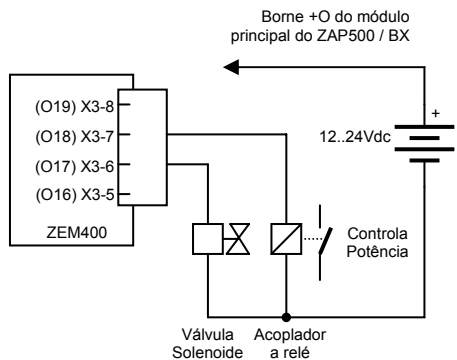 Borne +O do módulo
principal do ZAP500 / BX
(O19) X3-8
(O18) X3-7
(O17) X3-6
(O16) X3-5
ZEM400
+
12..24Vdc
Controla
Potência
Válvula
Solenoide
Acoplador
a relé